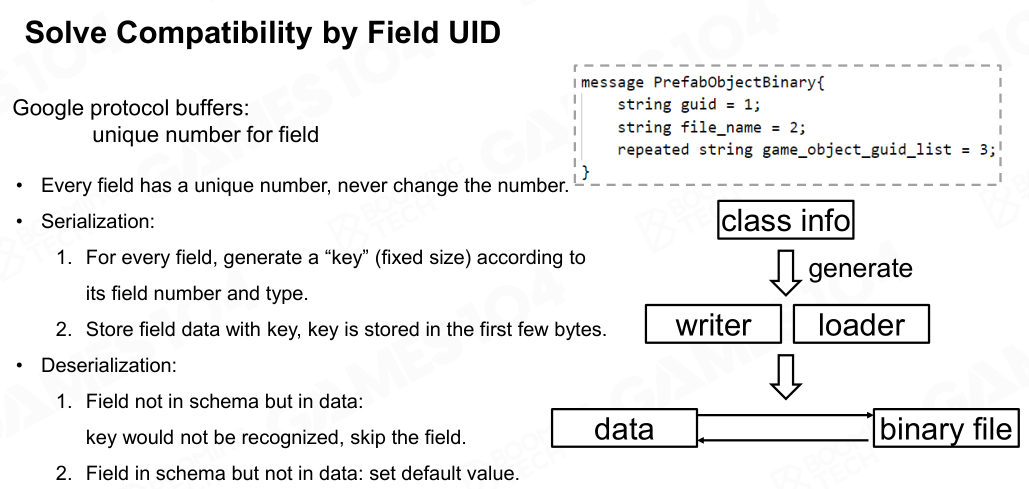 Solve Compatibility by Field UID
Google protocol buffers:
unique number for field
• Every field has a unique number, never change the number.
• Serialization:
1. For every field, generate a “key” (fixed size) according to
its field number and type.
2. Store field data with key, key is stored in the first few bytes.
• Deserialization:
1. Field not in schema but in data:
key would not be recognized, skip the field.
2. Field in schema but not in data: set default value.
message PrefabObjectBinary{
string guid = 1;
string file_name = 2;
repeated string game_object_guid_list = 3;
}
class info
generate
writer
loader
data
binary file
GAMES104
BOOMING
TECH